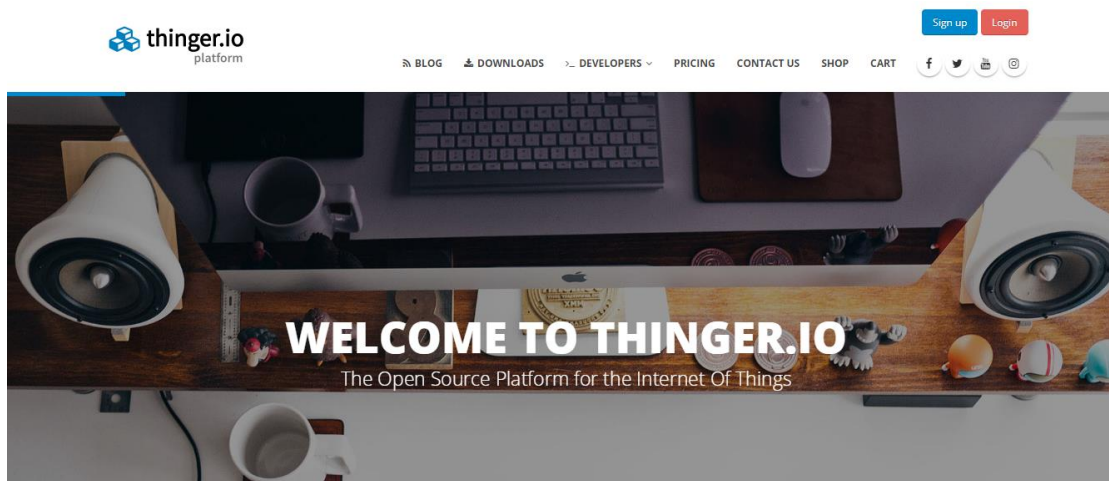 Sign up Login
thinger.io
platform
BLOG DOWNLOADS >_ DEVELOPERS PRICING CONTACT US SHOP CART
WELCOME TO THINGER.IO
The Open Source Platform for the Internet Of Things